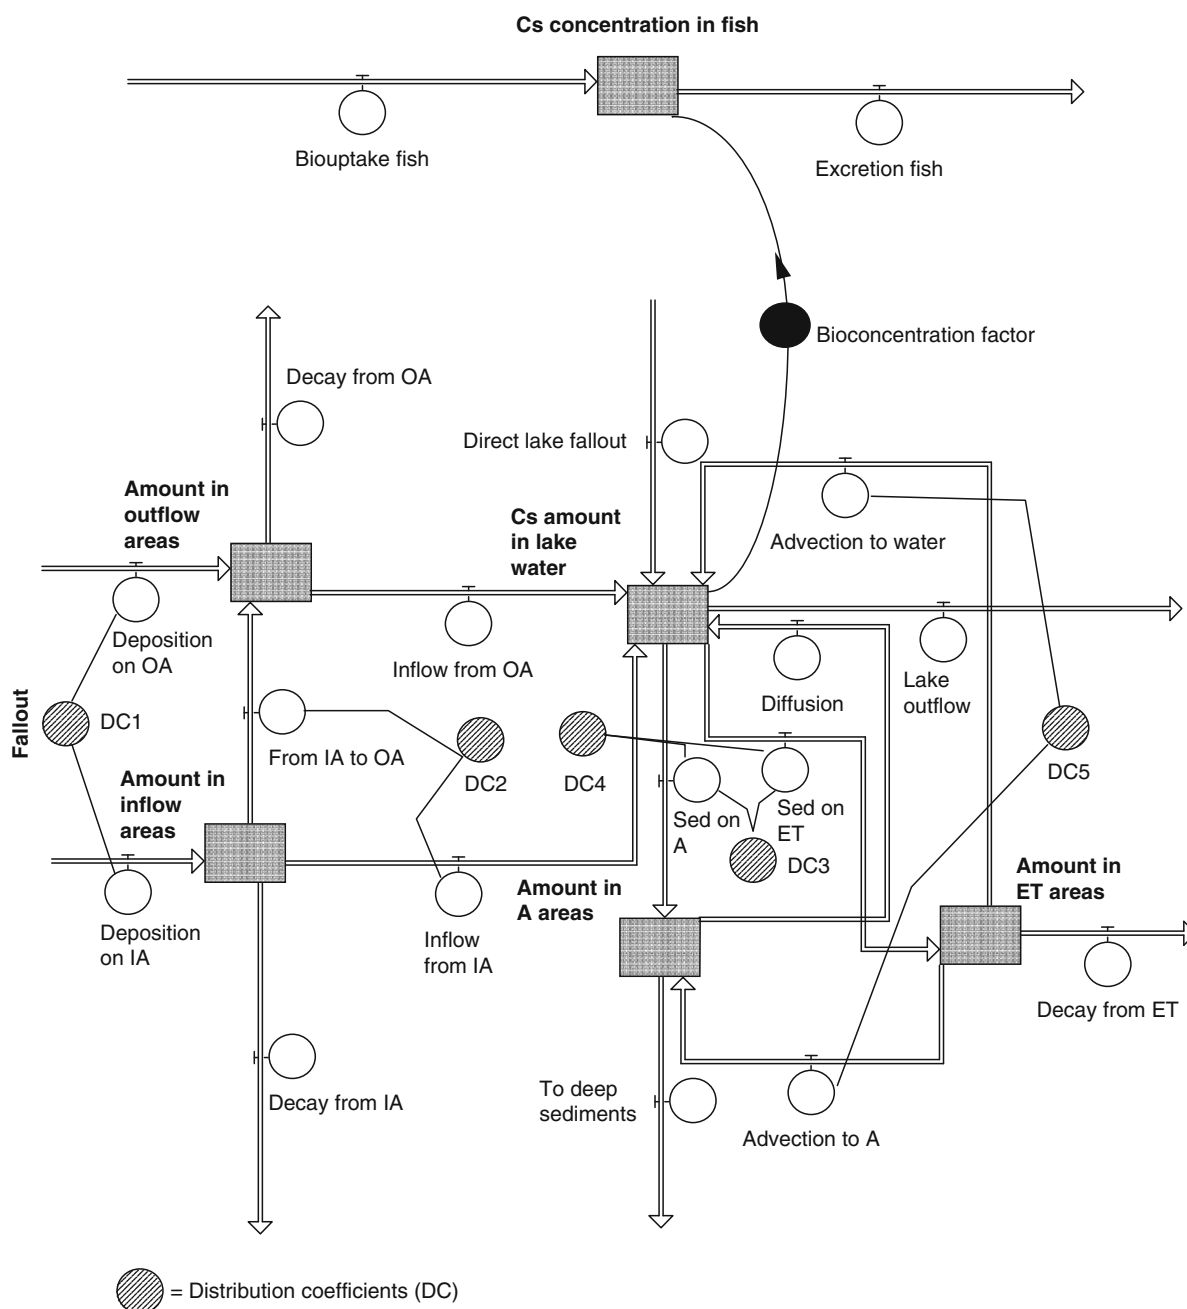 Cs concentration in fish
Biouptake fish
Excretion fish
Bioconcentration factor
Decay from OA
Direct lake fallout
Amount in
outflow
areas
Cs amount
in lake
water
Advection to water
Deposition
on OA
Inflow from OA
Diffusion
Lake
outflow
Fallout
DC1
From IA to OA
DC2
DC4
DC5
Amount in
inflow
areas
Sed on
A
Sed on
ET
DC3
Amount in
A areas
Amount in
ET areas
Deposition
on IA
Inflow
from IA
Decay from ET
Decay from IA
To deep
sediments
Advection to A
= Distribution coefficients (DC)